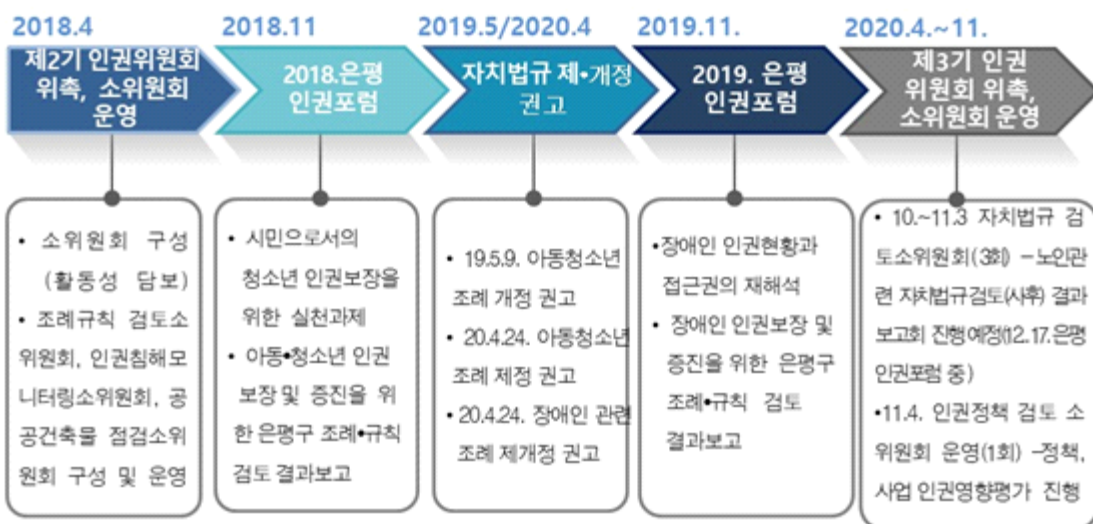 2018.4
제2기 인권위원회
위촉, 소위원회
운영
• 소위원회 구성
(활동성 담보)
• 조례규칙 검토소
위원회, 인권침해모
니터링소위원회, 공
공건축물 점검소위
원회 구성 및 운영
2018.11
2018.은평
인권포럼
• 시민으로서의
청소년 인권보장을
위한 실천과제
• 아동•청소년 인권
보장 및 증진을 위
한 은평구 조례•규칙
검토 결과보고
2019.5/2020.4
자치법규 제•개정
권고
• 19.5.9. 아동청소년
조례 개정 권고
• 20.4.24. 아동청소년
조례 제정 권고
• 20.4.24. 장애인 관련
조례 제개정 권고
2019.11.
2019. 은평
인권포럼
•장애인 인권현황과
접근권의 재해석
• 장애인 인권보장 및
증진을 위한 은평구
조례•규칙 검토
결과보고
2020.4.~11.
제3기 인권
위원회 위촉,
소위원회 운영
• 10.~11.3 자치법규 검
토소위원회(3회) –노인관
련 자치법규검토(사후) 결과
보고회 진행예정(12.17.은평
인권포럼 중)
•11.4. 인권정책 검토 소
위원회 운영(1회) –정책,
사업 인권영향평가 진행